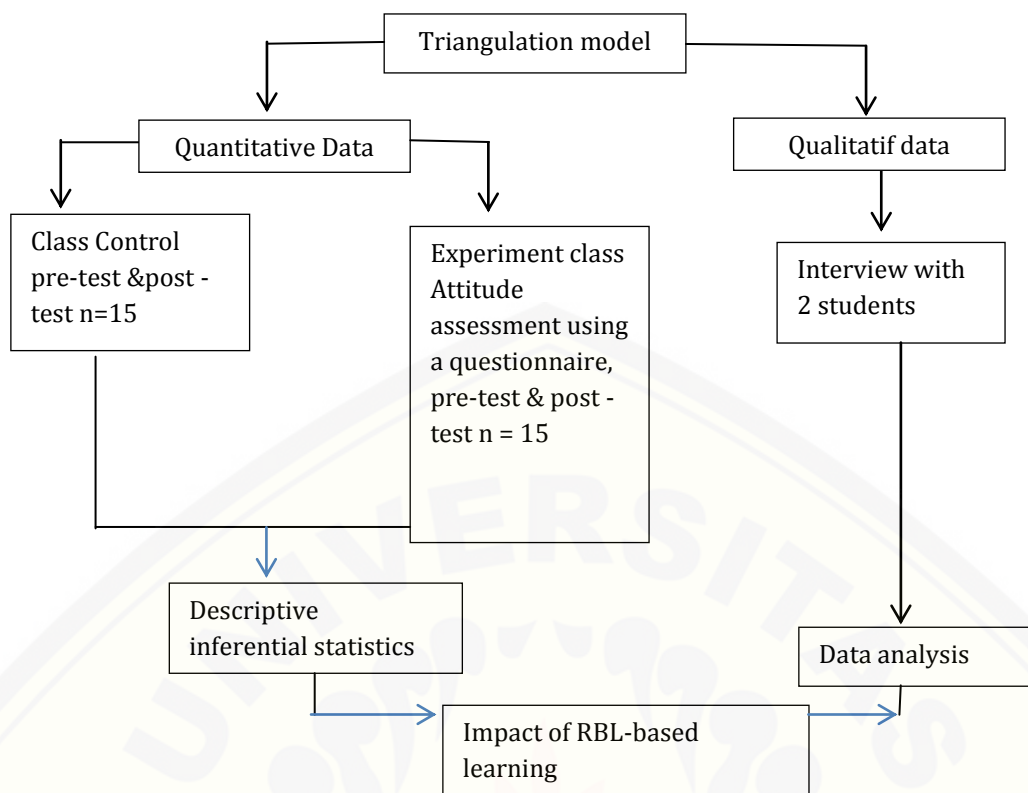 Triangulation model
Quantitative Data
Qualitatif data
Class Control
pre-test &post -
test n=15
Experiment class
Attitude
assessment using
a questionnaire,
pre-test & post -
test n = 15
Interview with
2 students
Descriptive
inferential statistics
Data analysis
Impact of RBL-based
learning
UNIVERSITAS